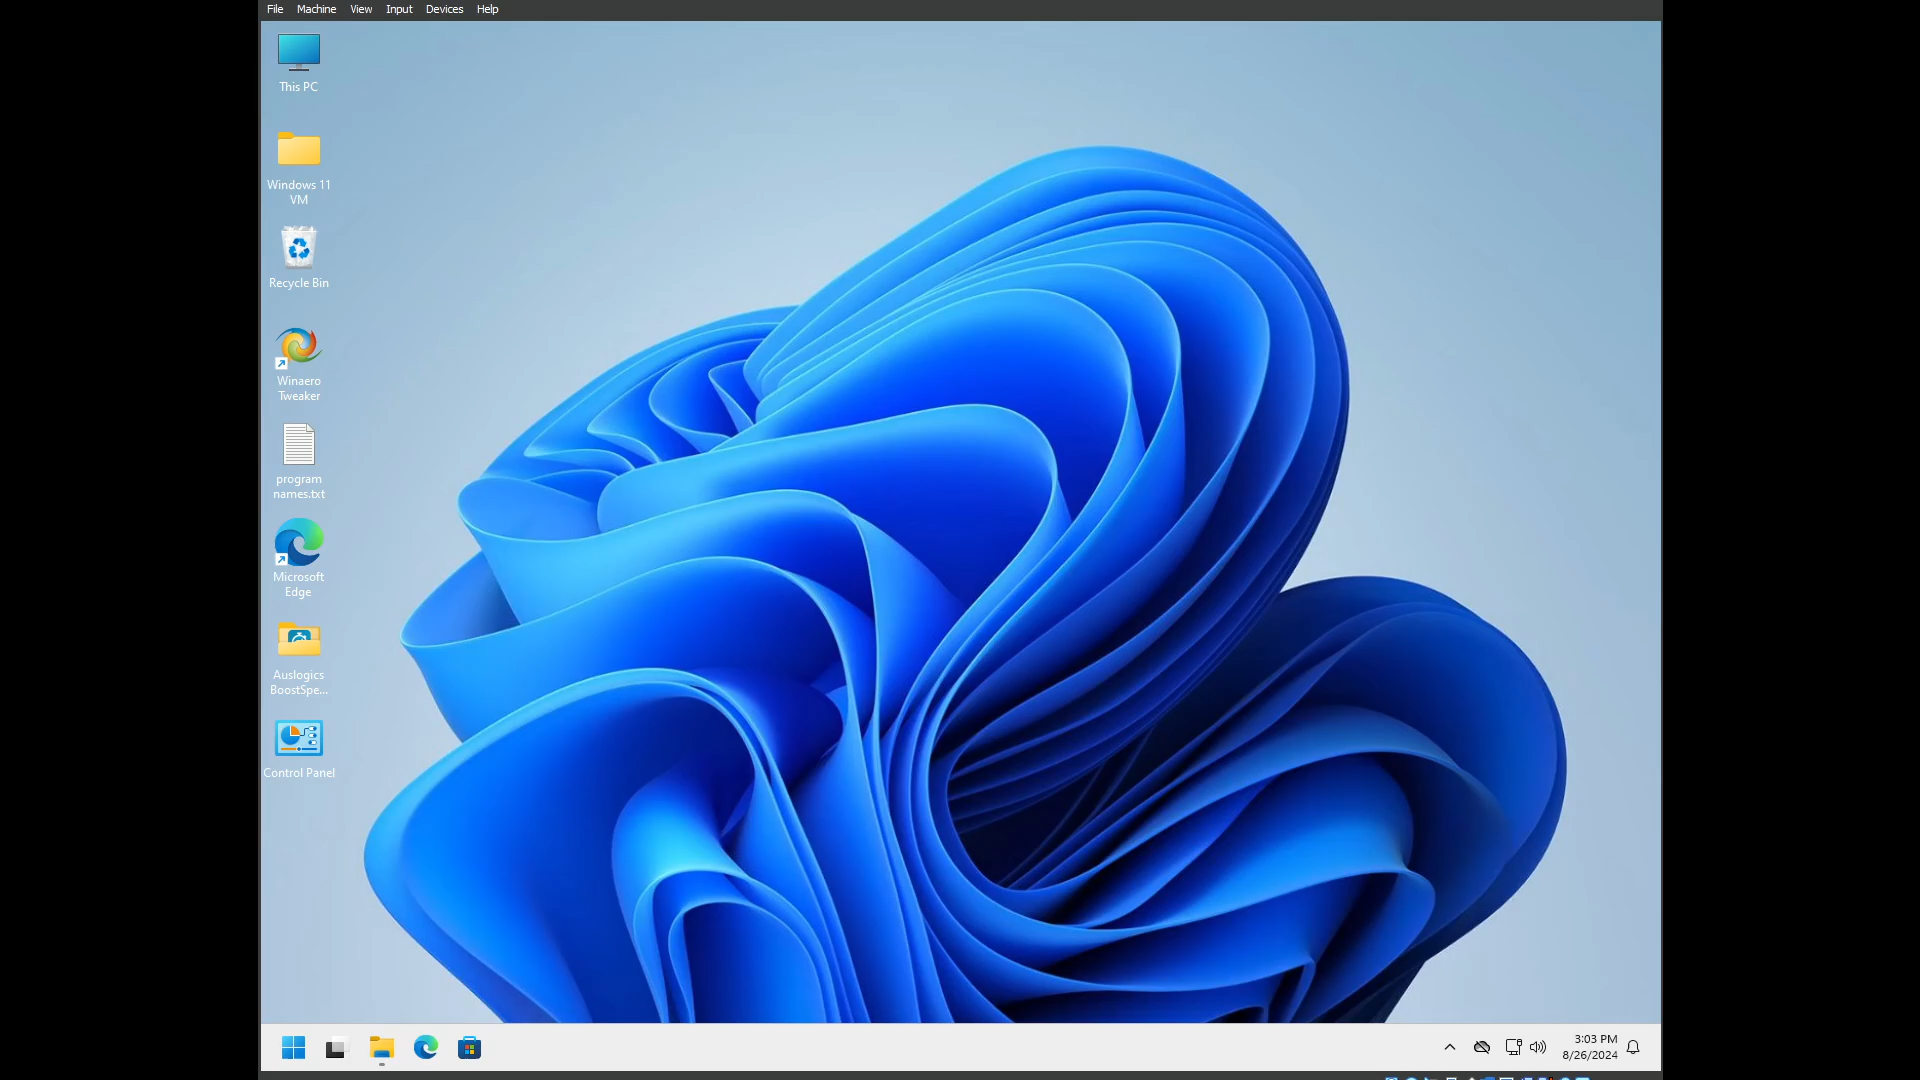 File Machine View Input Devices Help
This PC
Windows 11
VM
Recycle Bin
Winaero
Tweaker
program
names.txt
Microsoft
Edge
Auslogics
BoostSpe...
Control Panel
3:03 PM
8/26/2024